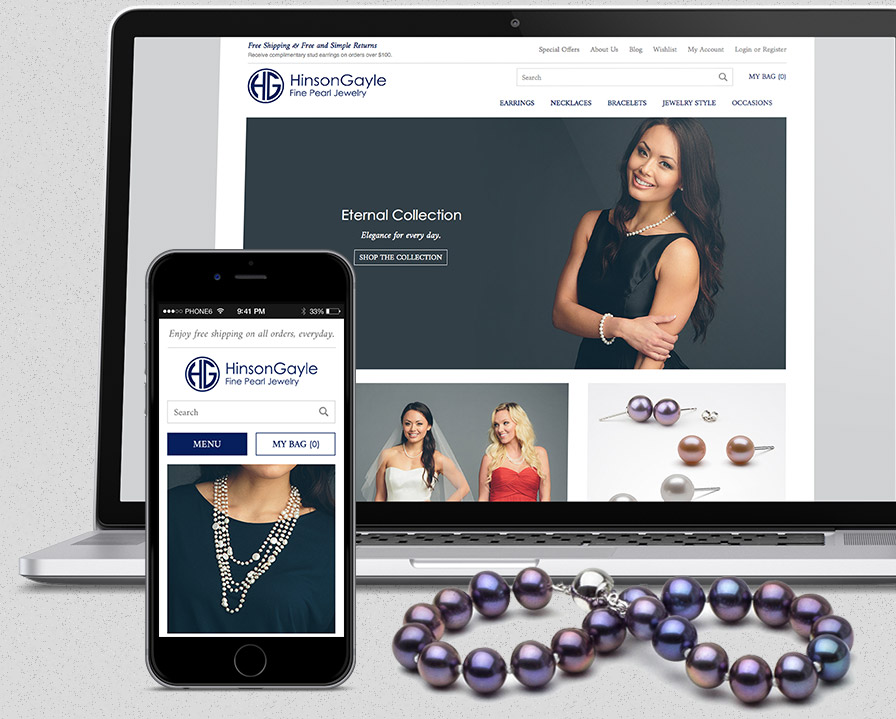 Free Shipping & Free and Simple Returns
Receive complimentary stud earrings on orders over $100.
Special Offers About Us Blog Wishlist My Account Login or Register
HG HinsonGayle
Fine Pearl Jewelry
Search
MY BAG (0)
EARRINGS NECKLACES BRACELETS JEWELRY STYLE OCCASIONS
Eternal Collection
Elegance for every day.
SHOP THE COLLECTION
PHONE6 9:41 PM 33%
Enjoy free shipping on all orders, everyday.
HG HinsonGayle
Fine Pearl Jewelry
Search
MENU MY BAG (0)